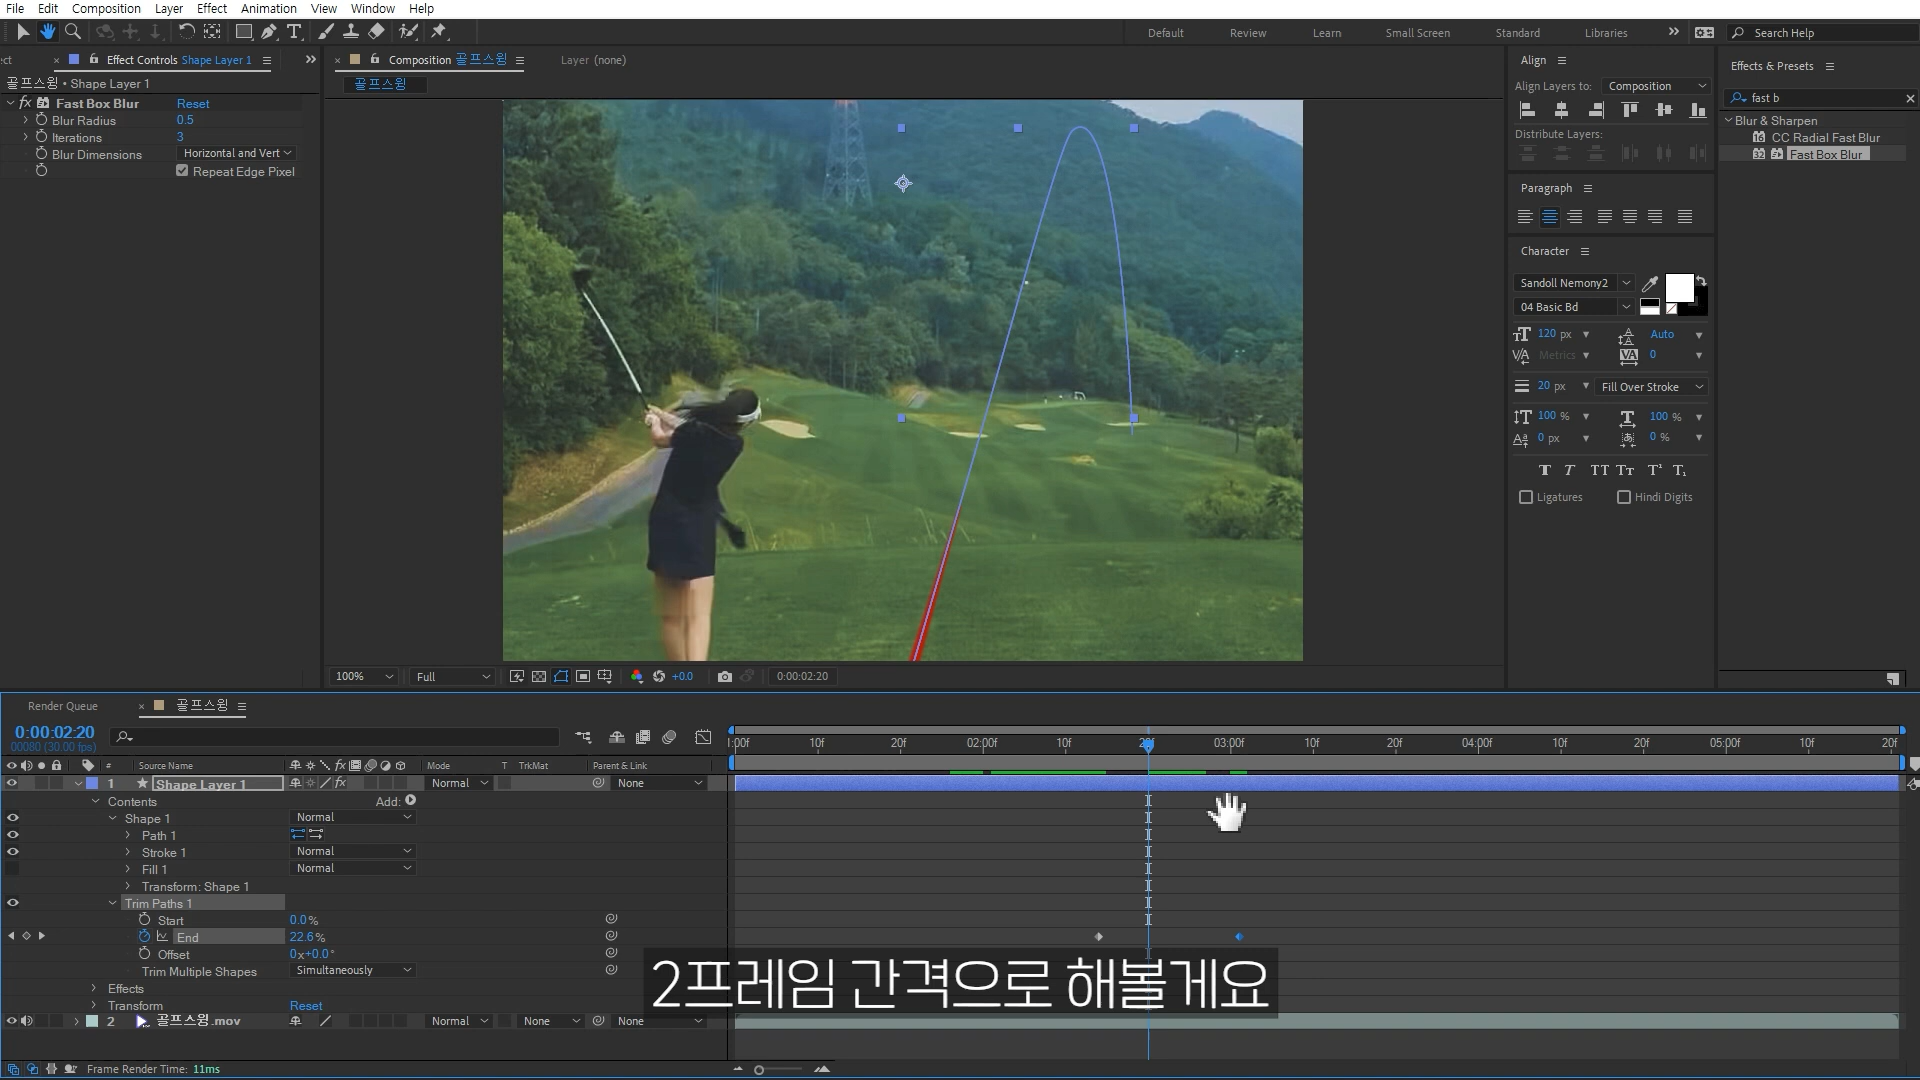 File Edit Composition Layer Effect Animation View Window Help
Default Review Learn Small Screen Standard Libraries Search Help
Effect Controls Shape Layer 1
골프스윙 • Shape Layer 1
fx Fast Box Blur Reset
Blur Radius 0.5
Iterations 3
Blur Dimensions Horizontal and Vert
Repeat Edge Pixel
Composition 골프스윙 Layer (none)
골프스윙
100% Full +0.0 0:00:02:20
Align
Align Layers to: Composition
Distribute Layers:
Paragraph
Character
Sandoll Nemony2
04 Basic Bd
120 px Auto
Metrics 0
20 px Fill Over Stroke
100 % 100 %
0 px 0 %
Ligatures Hindi Digits
Effects & Presets
fast b
Blur & Sharpen
CC Radial Fast Blur
Fast Box Blur
Render Queue 골프스윙
0:00:02:20
00080 (30.00 fps)
# Source Name Mode T TrkMat Parent & Link
1 Shape Layer 1 Normal None
Contents Add:
Shape 1 Normal
Path 1
Stroke 1 Normal
Fill 1 Normal
Transform: Shape 1
Trim Paths 1
Start 0.0%
End 22.6%
Offset 0x+0.0°
Trim Multiple Shapes Simultaneously
Effects
Transform Reset
2 골프스윙.mov Normal None None
Frame Render Time: 11ms
10f 20f 02:00f 10f 20f 03:00f 10f 20f 04:00f 10f 20f 05:00f 10f 20f
2프레임 간격으로 해볼게요